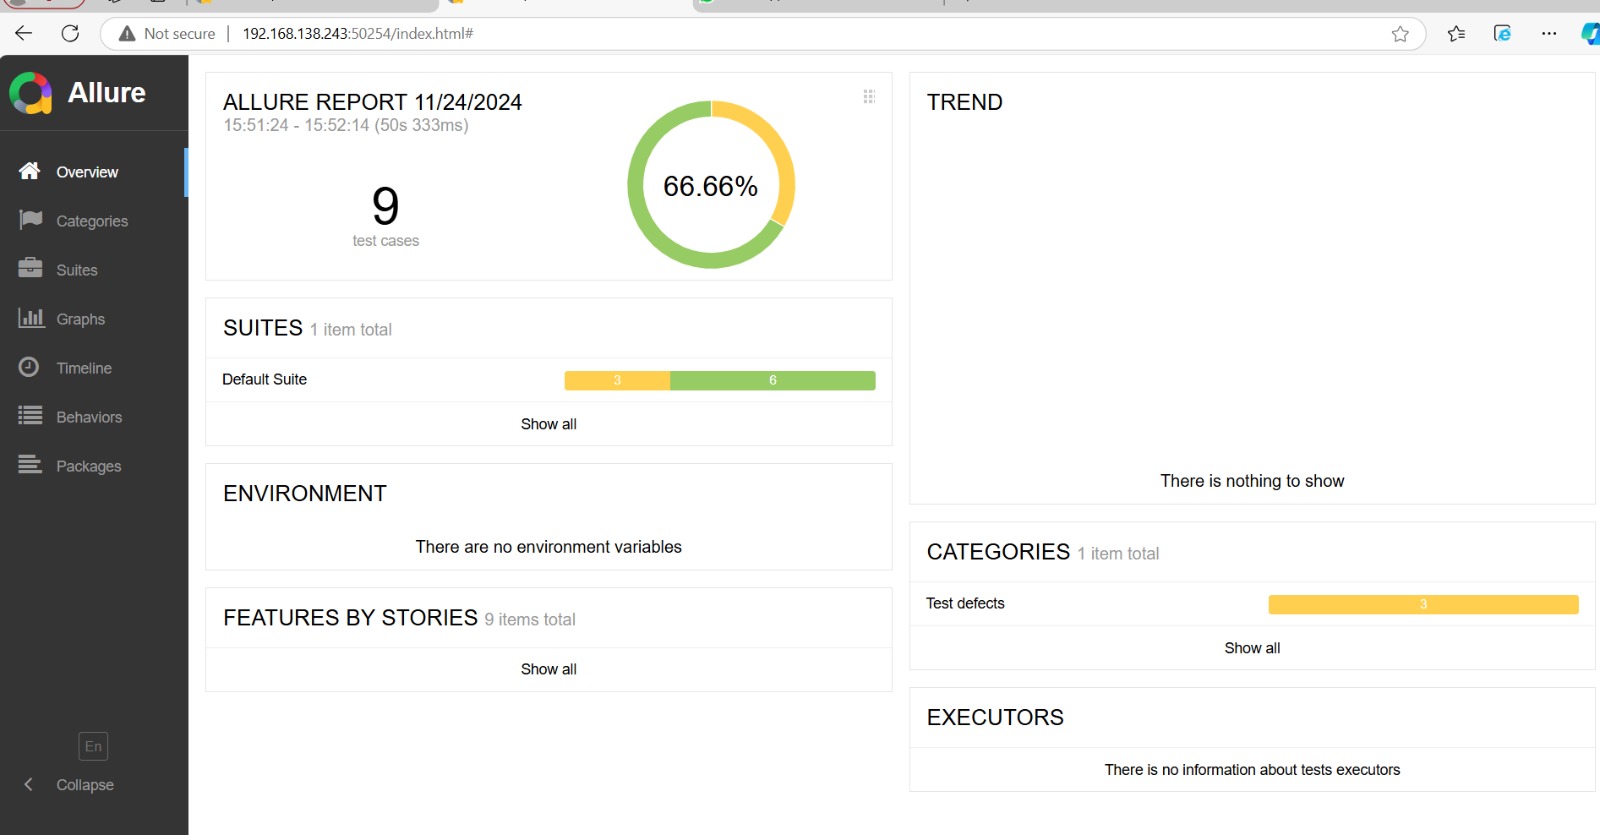 Not secure
192.168.138.243:50254/index.html#
Allure
Overview
Categories
Suites
Graphs
Timeline
Behaviors
Packages
En
Collapse
ALLURE REPORT 11/24/2024
15:51:24 - 15:52:14 (50s 333ms)
9
test cases
66.66%
SUITES 1 item total
Default Suite
3
6
Show all
ENVIRONMENT
There are no environment variables
FEATURES BY STORIES 9 items total
Show all
TREND
There is nothing to show
CATEGORIES 1 item total
Test defects
3
Show all
EXECUTORS
There is no information about tests executors